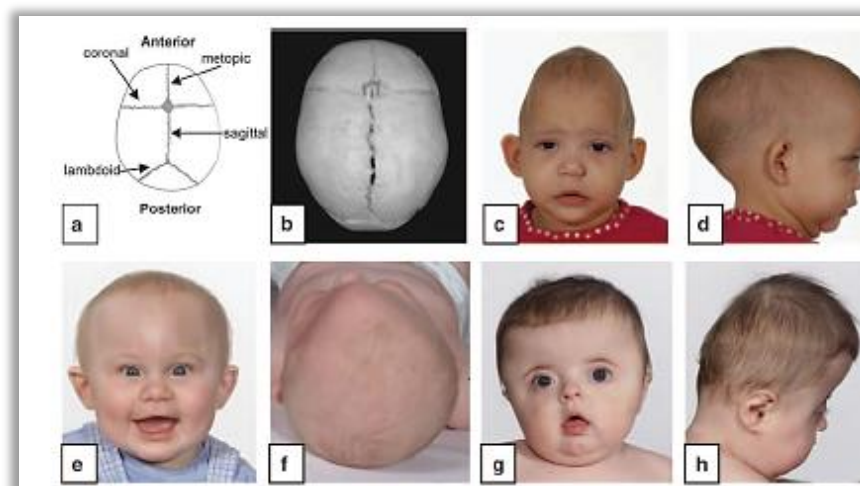 Anterior
coronal
metopic
sagittal
lambdoid
Posterior
a
b
c
d
e
f
g
h